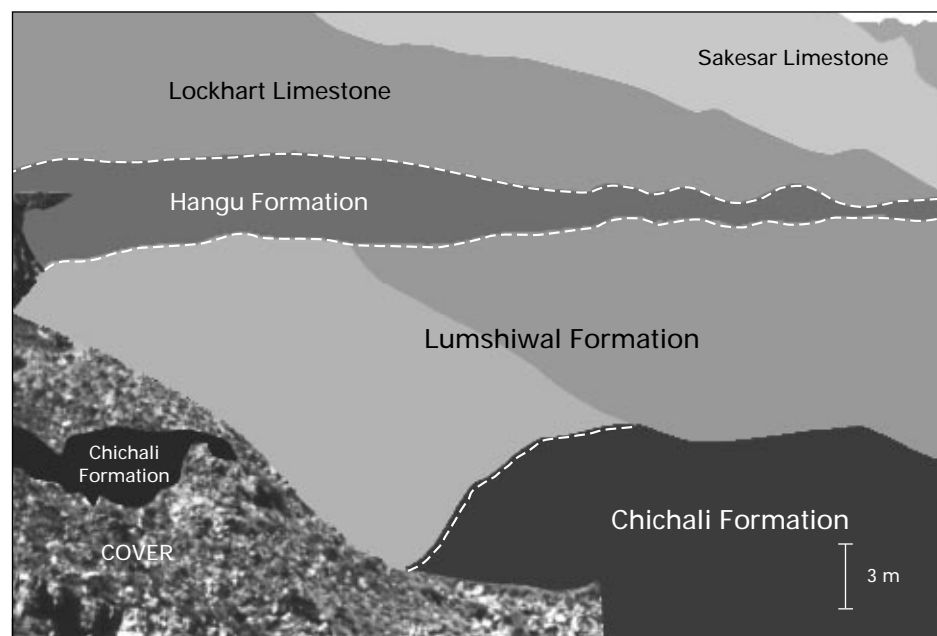 Sakesar Limestone
Lockhart Limestone
Hangu Formation
Lumshiwal Formation
Chichali
Formation
Chichali Formation
COVER
3 m